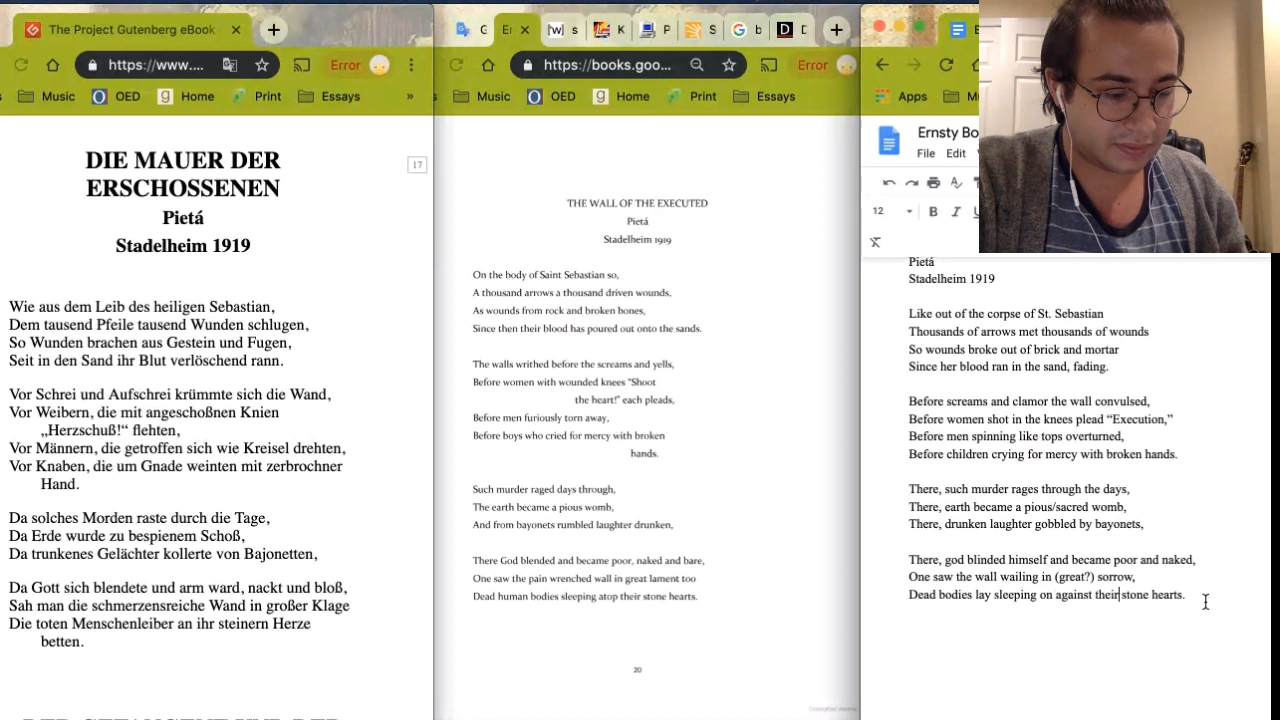 The Project Gutenberg eBook
https://www....
Error
Music
OED
Home
Print
Essays
»
17
DIE MAUER DER
ERSCHOSSENEN
Pietá
Stadelheim 1919
Wie aus dem Leib des heiligen Sebastian,
Dem tausend Pfeile tausend Wunden schlugen,
So Wunden brachen aus Gestein und Fugen,
Seit in den Sand ihr Blut verlöschend rann.
Vor Schrei und Aufschrei krümmte sich die Wand,
Vor Weibern, die mit angeschoßnen Knien
„Herzschuß!“ flehten,
Vor Männern, die getroffen sich wie Kreisel drehten,
Vor Knaben, die um Gnade weinten mit zerbrochner
Hand.
Da solches Morden raste durch die Tage,
Da Erde wurde zu bespienem Schoß,
Da trunkenes Gelächter kollerte von Bajonetten,
Da Gott sich blendete und arm ward, nackt und bloß,
Sah man die schmerzensreiche Wand in großer Klage
Die toten Menschenleiber an ihr steinern Herze
betten.
https://books.goo...
Error
Music
OED
Home
Print
Essays
THE WALL OF THE EXECUTED
Pietá
Stadelheim 1919
On the body of Saint Sebastian so,
A thousand arrows a thousand driven wounds,
As wounds from rock and broken bones,
Since then their blood has poured out onto the sands.
The walls writhed before the screams and yells,
Before women with wounded knees "Shoot
the heart!" each pleads,
Before men furiously torn away,
Before boys who cried for mercy with broken
hands.
Such murder raged days through,
The earth became a pious womb,
And from bayonets rumbled laughter drunken,
There God blended and became poor, naked and bare,
One saw the pain wrenched wall in great lament too
Dead human bodies sleeping atop their stone hearts.
20
Apps
Ernsty Bo
File Edit
12
B I U
Pietá
Stadelheim 1919
Like out of the corpse of St. Sebastian
Thousands of arrows met thousands of wounds
So wounds broke out of brick and mortar
Since her blood ran in the sand, fading.
Before screams and clamor the wall convulsed,
Before women shot in the knees plead “Execution,”
Before men spinning like tops overturned,
Before children crying for mercy with broken hands.
There, such murder rages through the days,
There, earth became a pious/sacred womb,
There, drunken laughter gobbled by bayonets,
There, god blinded himself and became poor and naked,
One saw the wall wailing in (great?) sorrow,
Dead bodies lay sleeping on against their stone hearts.